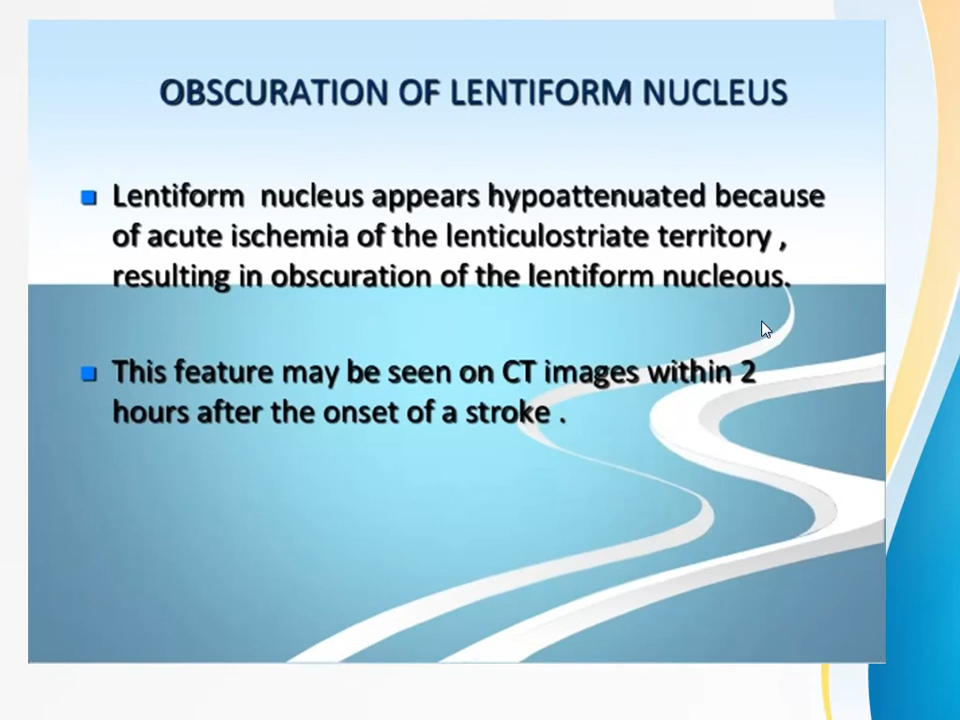 OBSCURATION OF LENTIFORM NUCLEUS
Lentiform nucleus appears hypoattenuated because
of acute ischemia of the lenticulostriate territory ,
resulting in obscuration of the lentiform nucleous.
This feature may be seen on CT images within 2
hours after the onset of a stroke .